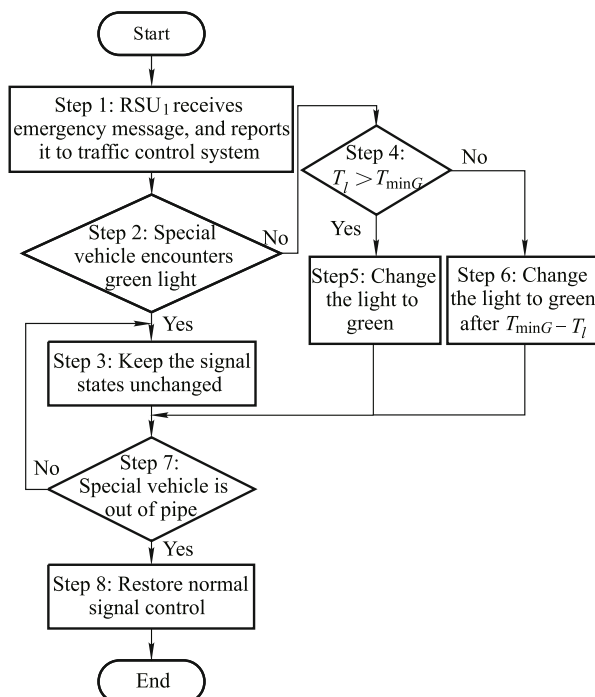 Start
Step 1: RSU1 receives
emergency message, and reports
it to traffic control system
Step 2: Special
vehicle encounters
green light
No
Yes
Step 3: Keep the signal
states unchanged
Step 4:
Tl > TminG
No
Yes
Step5: Change
the light to
green
Step 6: Change
the light to green
after TminG – Tl
Step 7:
Special vehicle is
out of pipe
No
Yes
Step 8: Restore normal
signal control
End